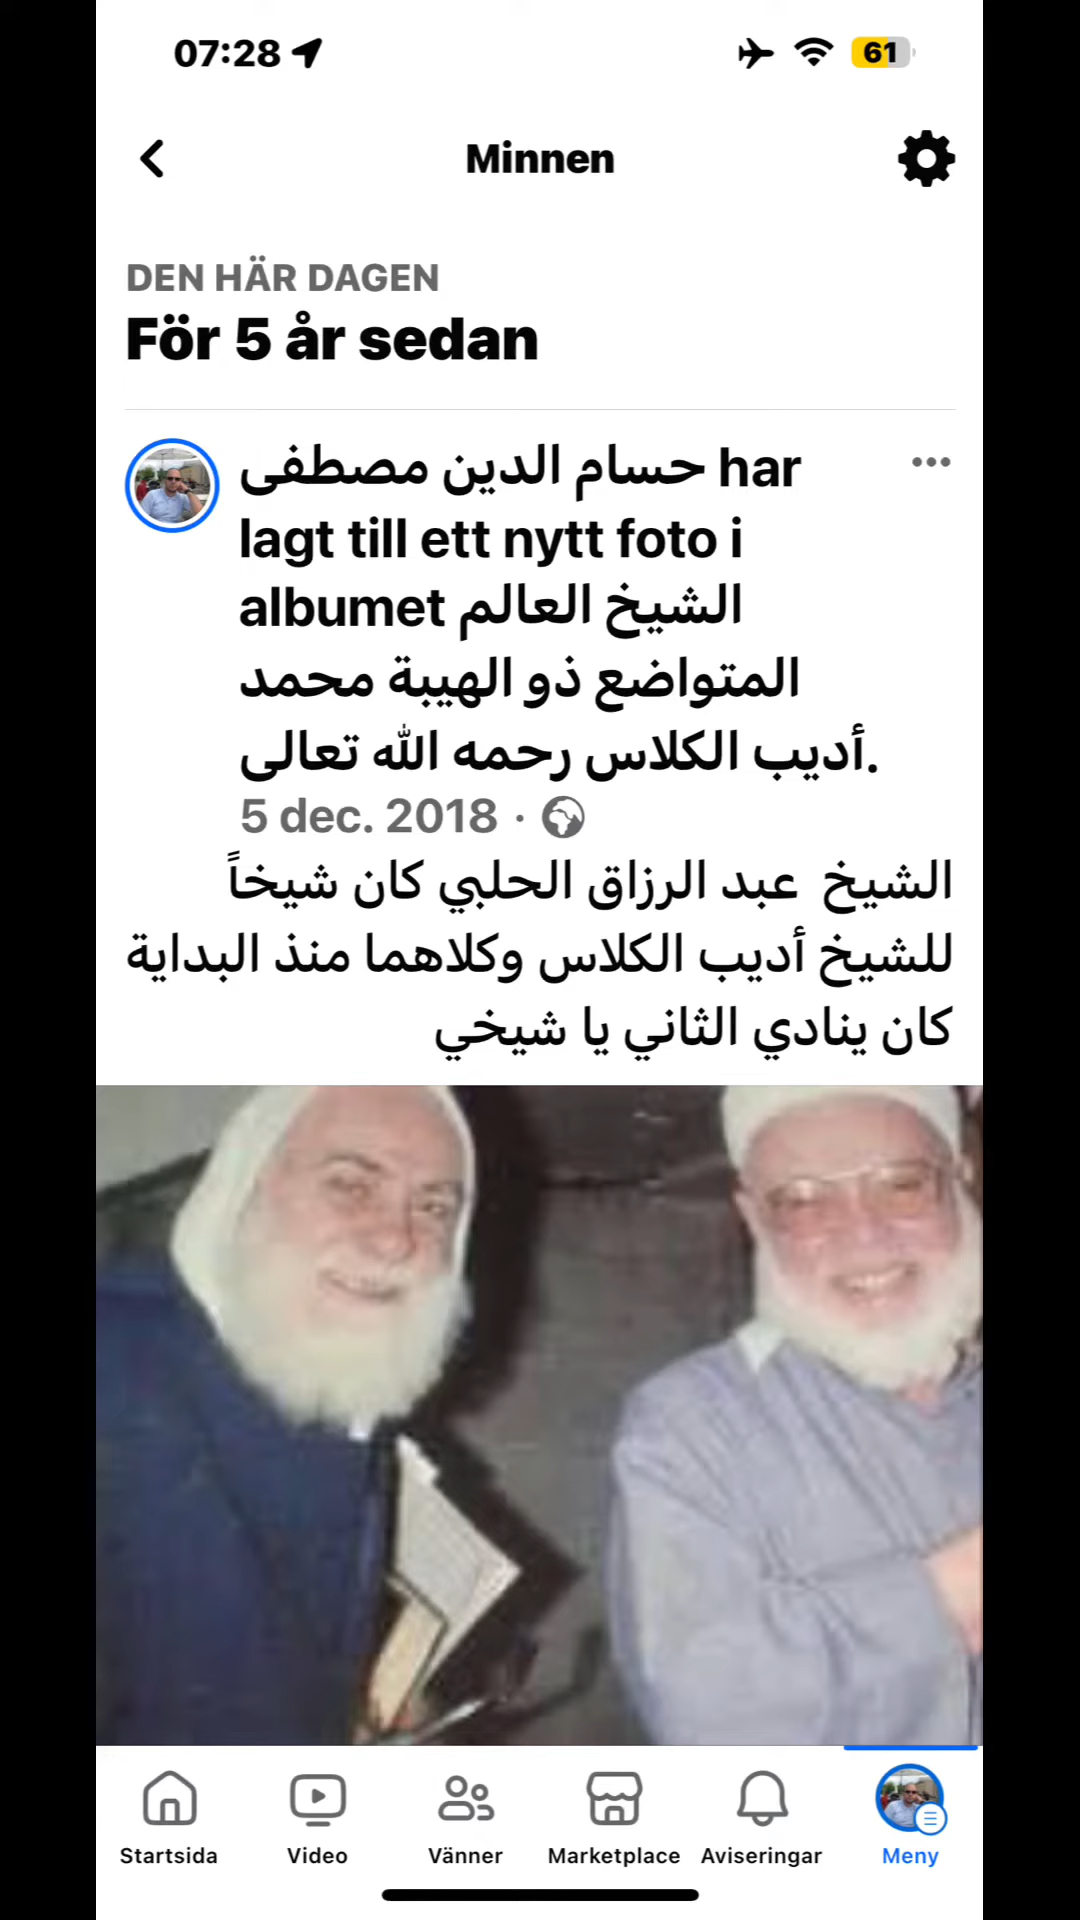 07:28
61
Minnen
DEN HÄR DAGEN
För 5 år sedan
حسام الدين مصطفى har
lagt till ett nytt foto i
albumet الشيخ العالم
المتواضع ذو الهيبة محمد
أديب الكلاس رحمه الله تعالى.
5 dec. 2018 ·
الشيخ عبد الرزاق الحلبي كان شيخاً
للشيخ أديب الكلاس وكلاهما منذ البداية
كان ينادي الثاني يا شيخي
Startsida
Video
Vänner
Marketplace
Aviseringar
Meny